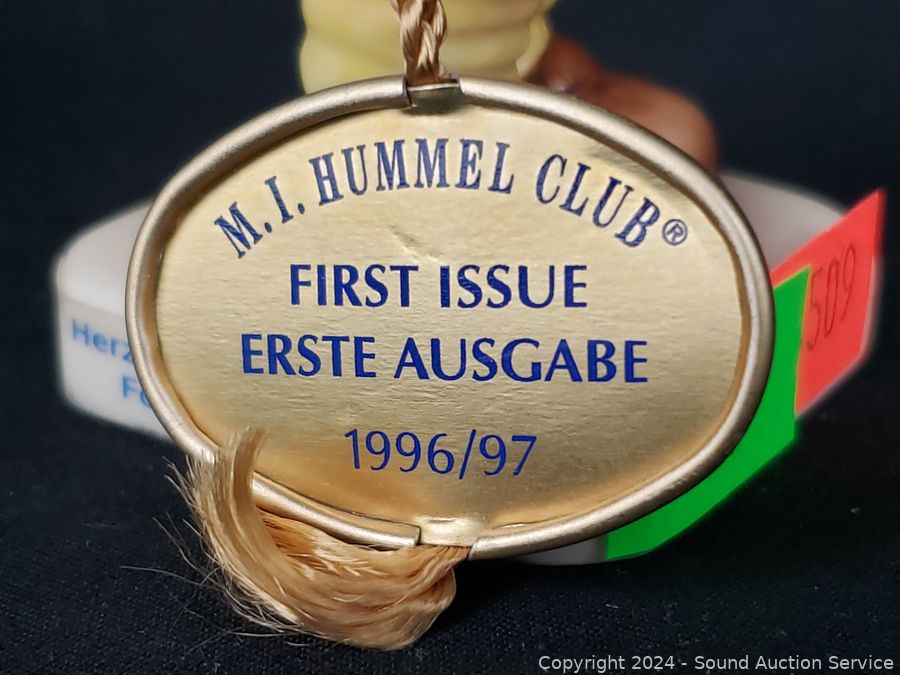 M.I. HUMMEL CLUB®
FIRST ISSUE
ERSTE AUSGABE
1996/97
509
Copyright © 2024 - Sound Auction Service